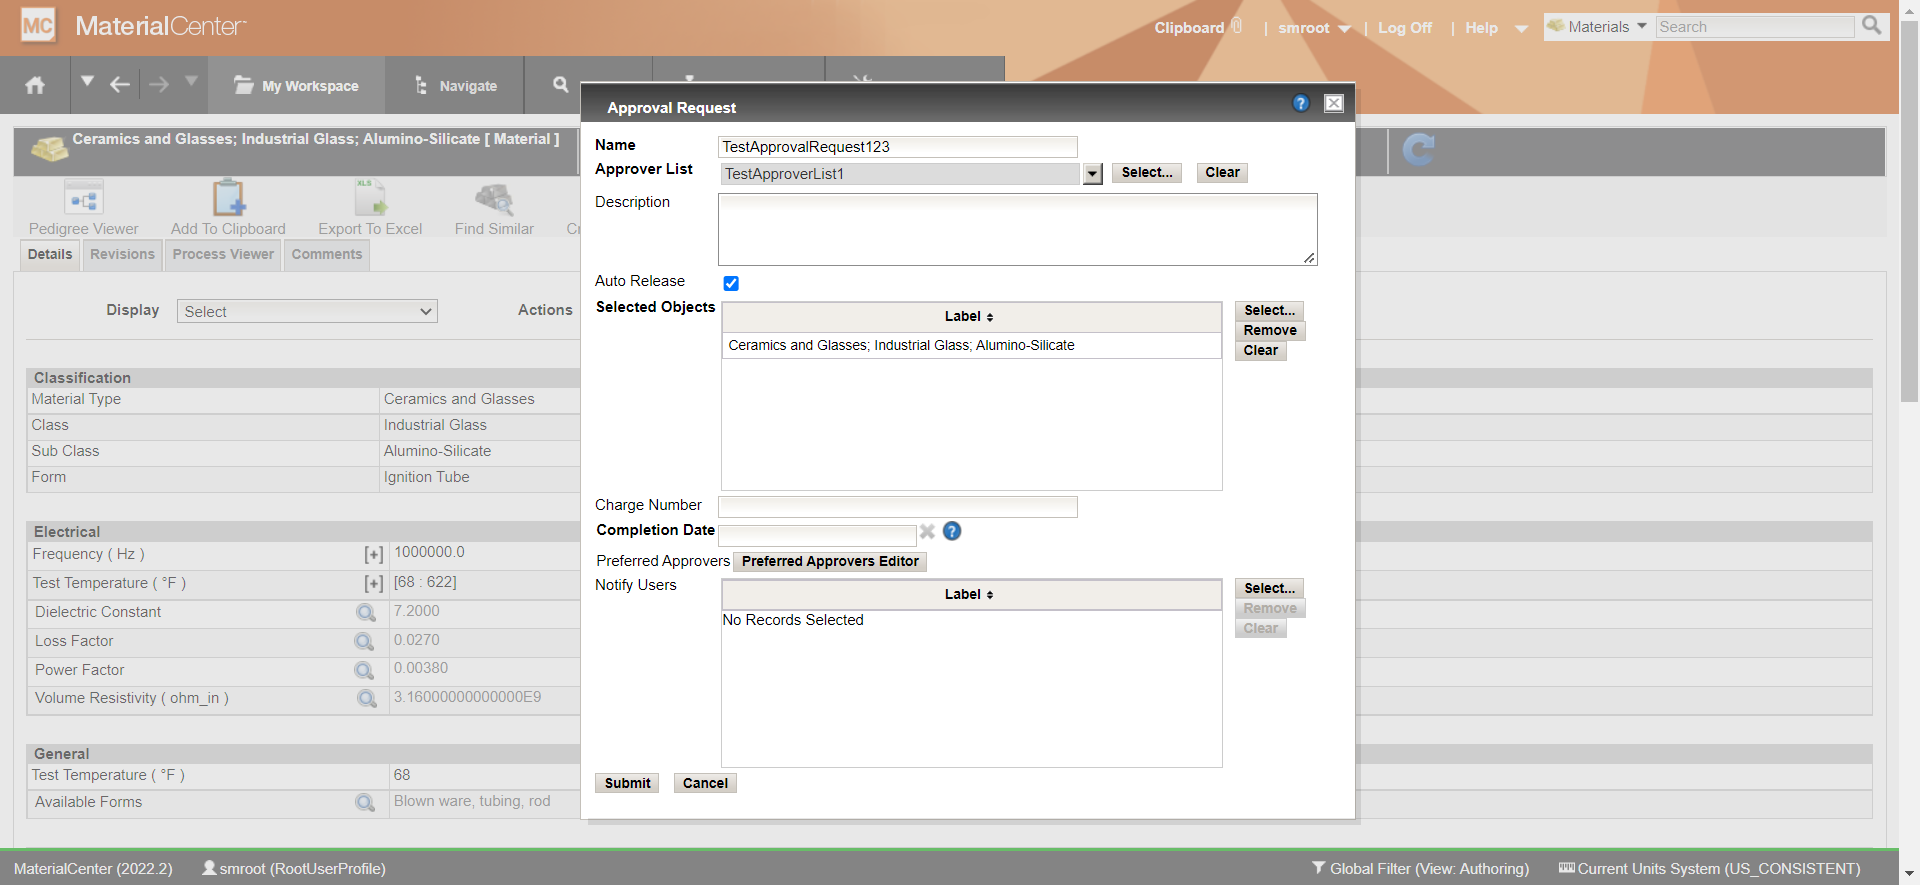 MC MaterialCenter
Clipboard | smroot | Log Off | Help
Materials Search
My Workspace Navigate
Approval Request
Ceramics and Glasses; Industrial Glass; Alumino-Silicate [ Material ]
Pedigree Viewer Add To Clipboard Export To Excel Find Similar
XLS
Details Revisions Process Viewer Comments
Display Select Actions
Classification
Material Type Ceramics and Glasses
Class Industrial Glass
Sub Class Alumino-Silicate
Form Ignition Tube
Electrical
Frequency ( Hz ) [+] 1000000.0
Test Temperature ( °F ) [+] [68 : 622]
Dielectric Constant 7.2000
Loss Factor 0.0270
Power Factor 0.00380
Volume Resistivity ( ohm_in ) 3.16000000000000E9
General
Test Temperature ( °F ) 68
Available Forms Blown ware, tubing, rod
Name TestApprovalRequest123
Approver List TestApproverList1 Select... Clear
Description
Auto Release
Selected Objects Label Select...
Remove
Ceramics and Glasses; Industrial Glass; Alumino-Silicate Clear
Charge Number
Completion Date ?
Preferred Approvers Preferred Approvers Editor
Notify Users Label Select...
Remove
No Records Selected Clear
Submit Cancel
MaterialCenter (2022.2) smroot (RootUserProfile) Global Filter (View: Authoring) Current Units System (US_CONSISTENT)